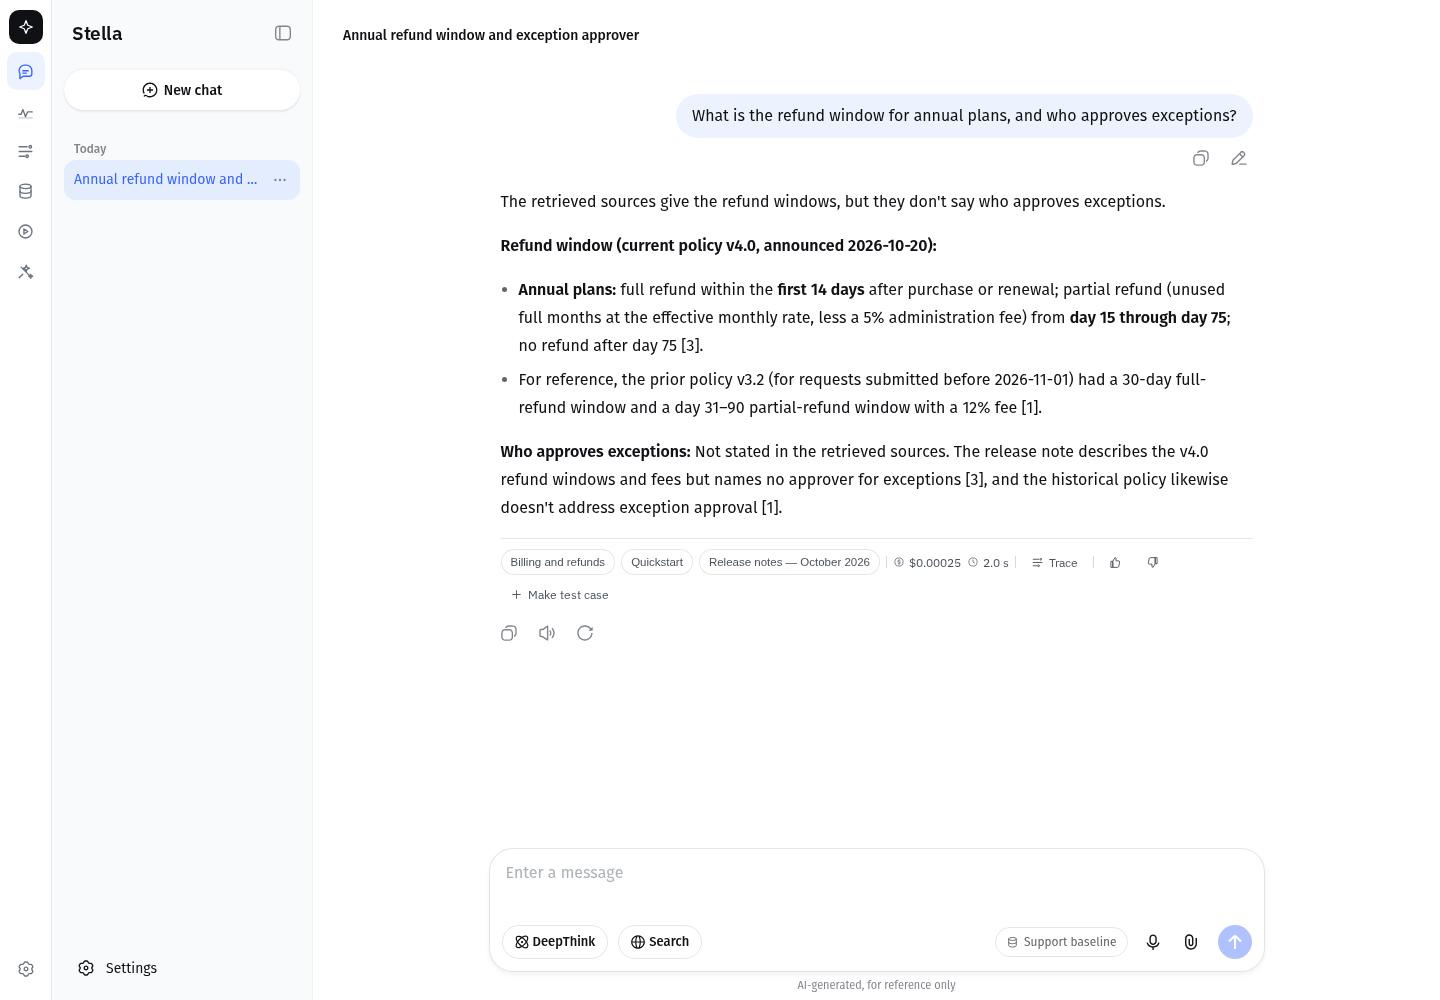 Stella
New chat
Today
Annual refund window and ...
Settings
Annual refund window and exception approver
What is the refund window for annual plans, and who approves exceptions?
The retrieved sources give the refund windows, but they don't say who approves exceptions.
Refund window (current policy v4.0, announced 2026-10-20):
Annual plans: full refund within the first 14 days after purchase or renewal; partial refund (unused
full months at the effective monthly rate, less a 5% administration fee) from day 15 through day 75;
no refund after day 75 [3].
For reference, the prior policy v3.2 (for requests submitted before 2026-11-01) had a 30-day full-
refund window and a day 31–90 partial-refund window with a 12% fee [1].
Who approves exceptions: Not stated in the retrieved sources. The release note describes the v4.0
refund windows and fees but names no approver for exceptions [3], and the historical policy likewise
doesn't address exception approval [1].
Billing and refunds Quickstart Release notes — October 2026 $0.00025 2.0 s Trace
Make test case
Enter a message
DeepThink Search Support baseline
AI-generated, for reference only